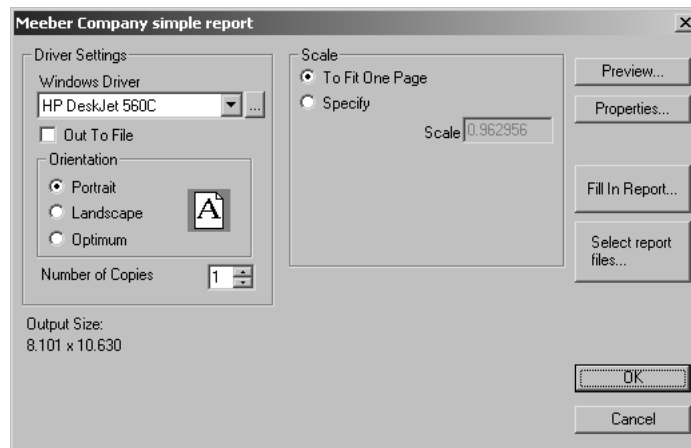 Meeber Company simple report
Driver Settings
Windows Driver
HP DeskJet 560C
...
Out To File
Orientation
Portrait
Landscape
Optimum
A
Number of Copies
1
Output Size:
8.101 x 10.630
Scale
To Fit One Page
Specify
Scale 0.962956
Preview...
Properties...
Fill In Report...
Select report
files...
OK
Cancel